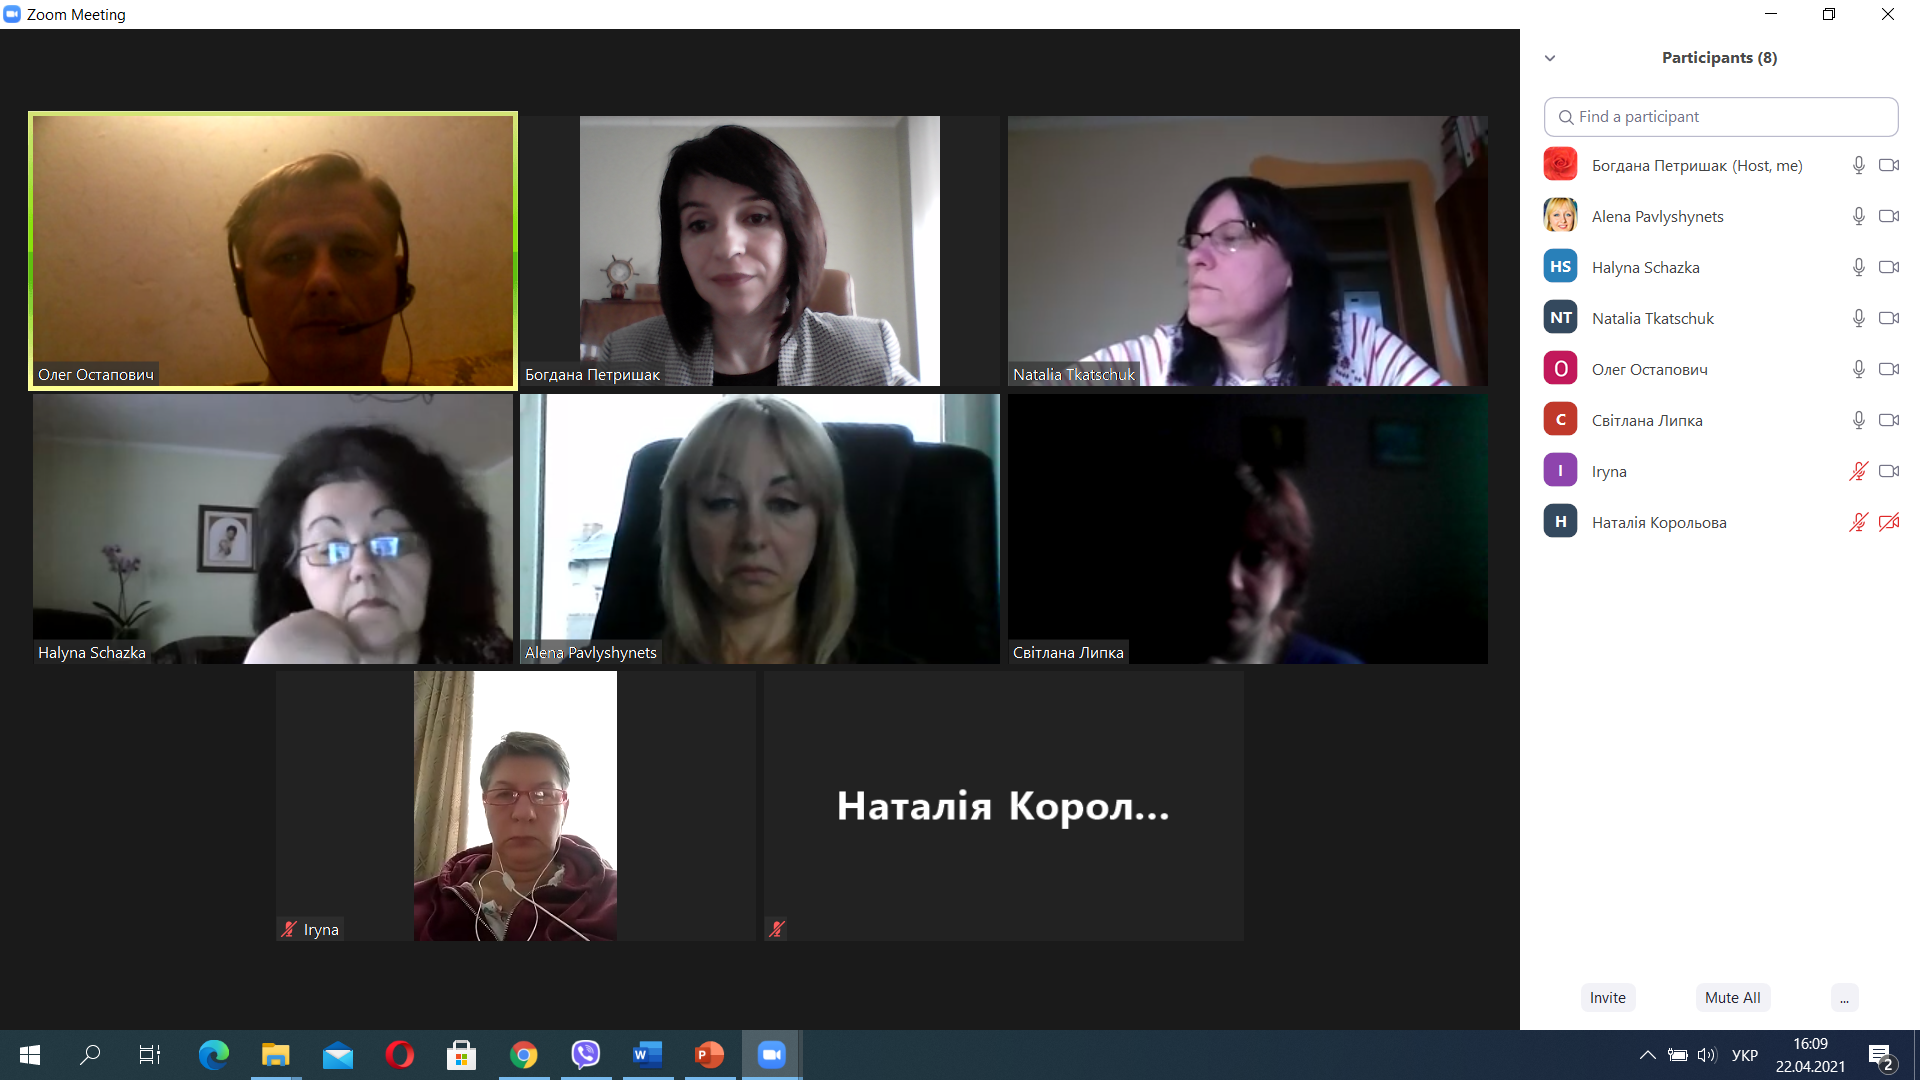 Zoom Meeting
Олег Остапович
Богдана Петришак
Natalia Tkatschuk
Halyna Schazka
Alena Pavlyshynets
Світлана Липка
Iryna
Наталія Корол...
Participants (8)
Find a participant
Богдана Петришак (Host, me)
Alena Pavlyshynets
HS Halyna Schazka
NT Natalia Tkatschuk
О Олег Остапович
С Світлана Липка
I Iryna
Н Наталія Корольова
Invite Mute All ...
W P УКР 16:09
22.04.2021
2